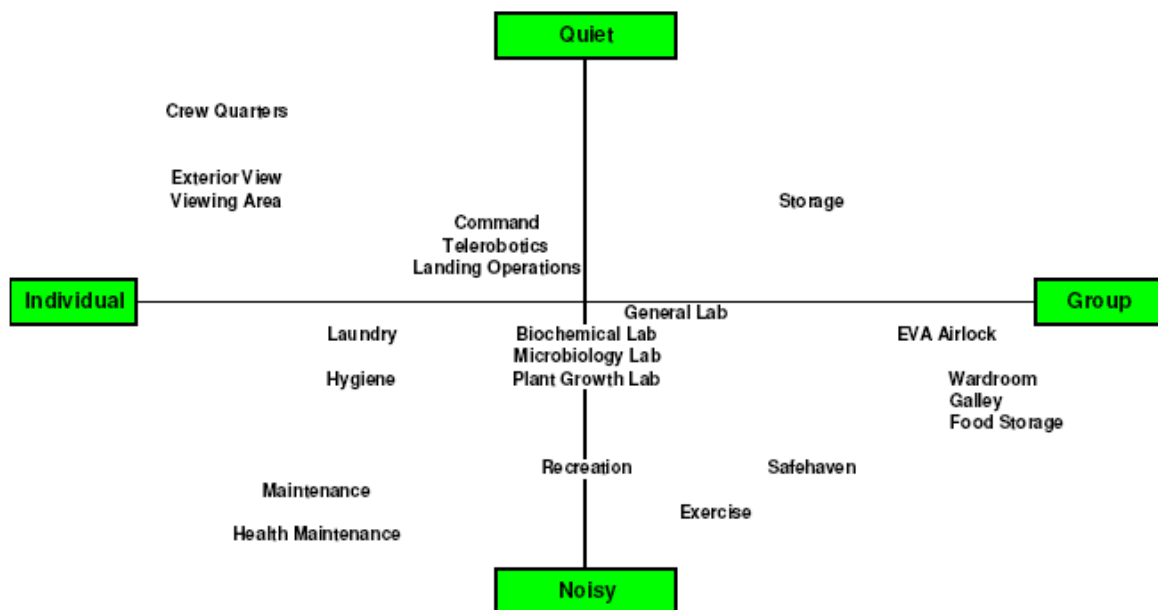 Quiet
Crew Quarters
Exterior View
Viewing Area
Storage
Command
Telerobotics
Landing Operations
Individual
Group
General Lab
Laundry
Biochemical Lab
EVA Airlock
Microbiology Lab
Hygiene
Plant Growth Lab
Wardroom
Galley
Food Storage
Recreation
Safehaven
Maintenance
Exercise
Health Maintenance
Noisy